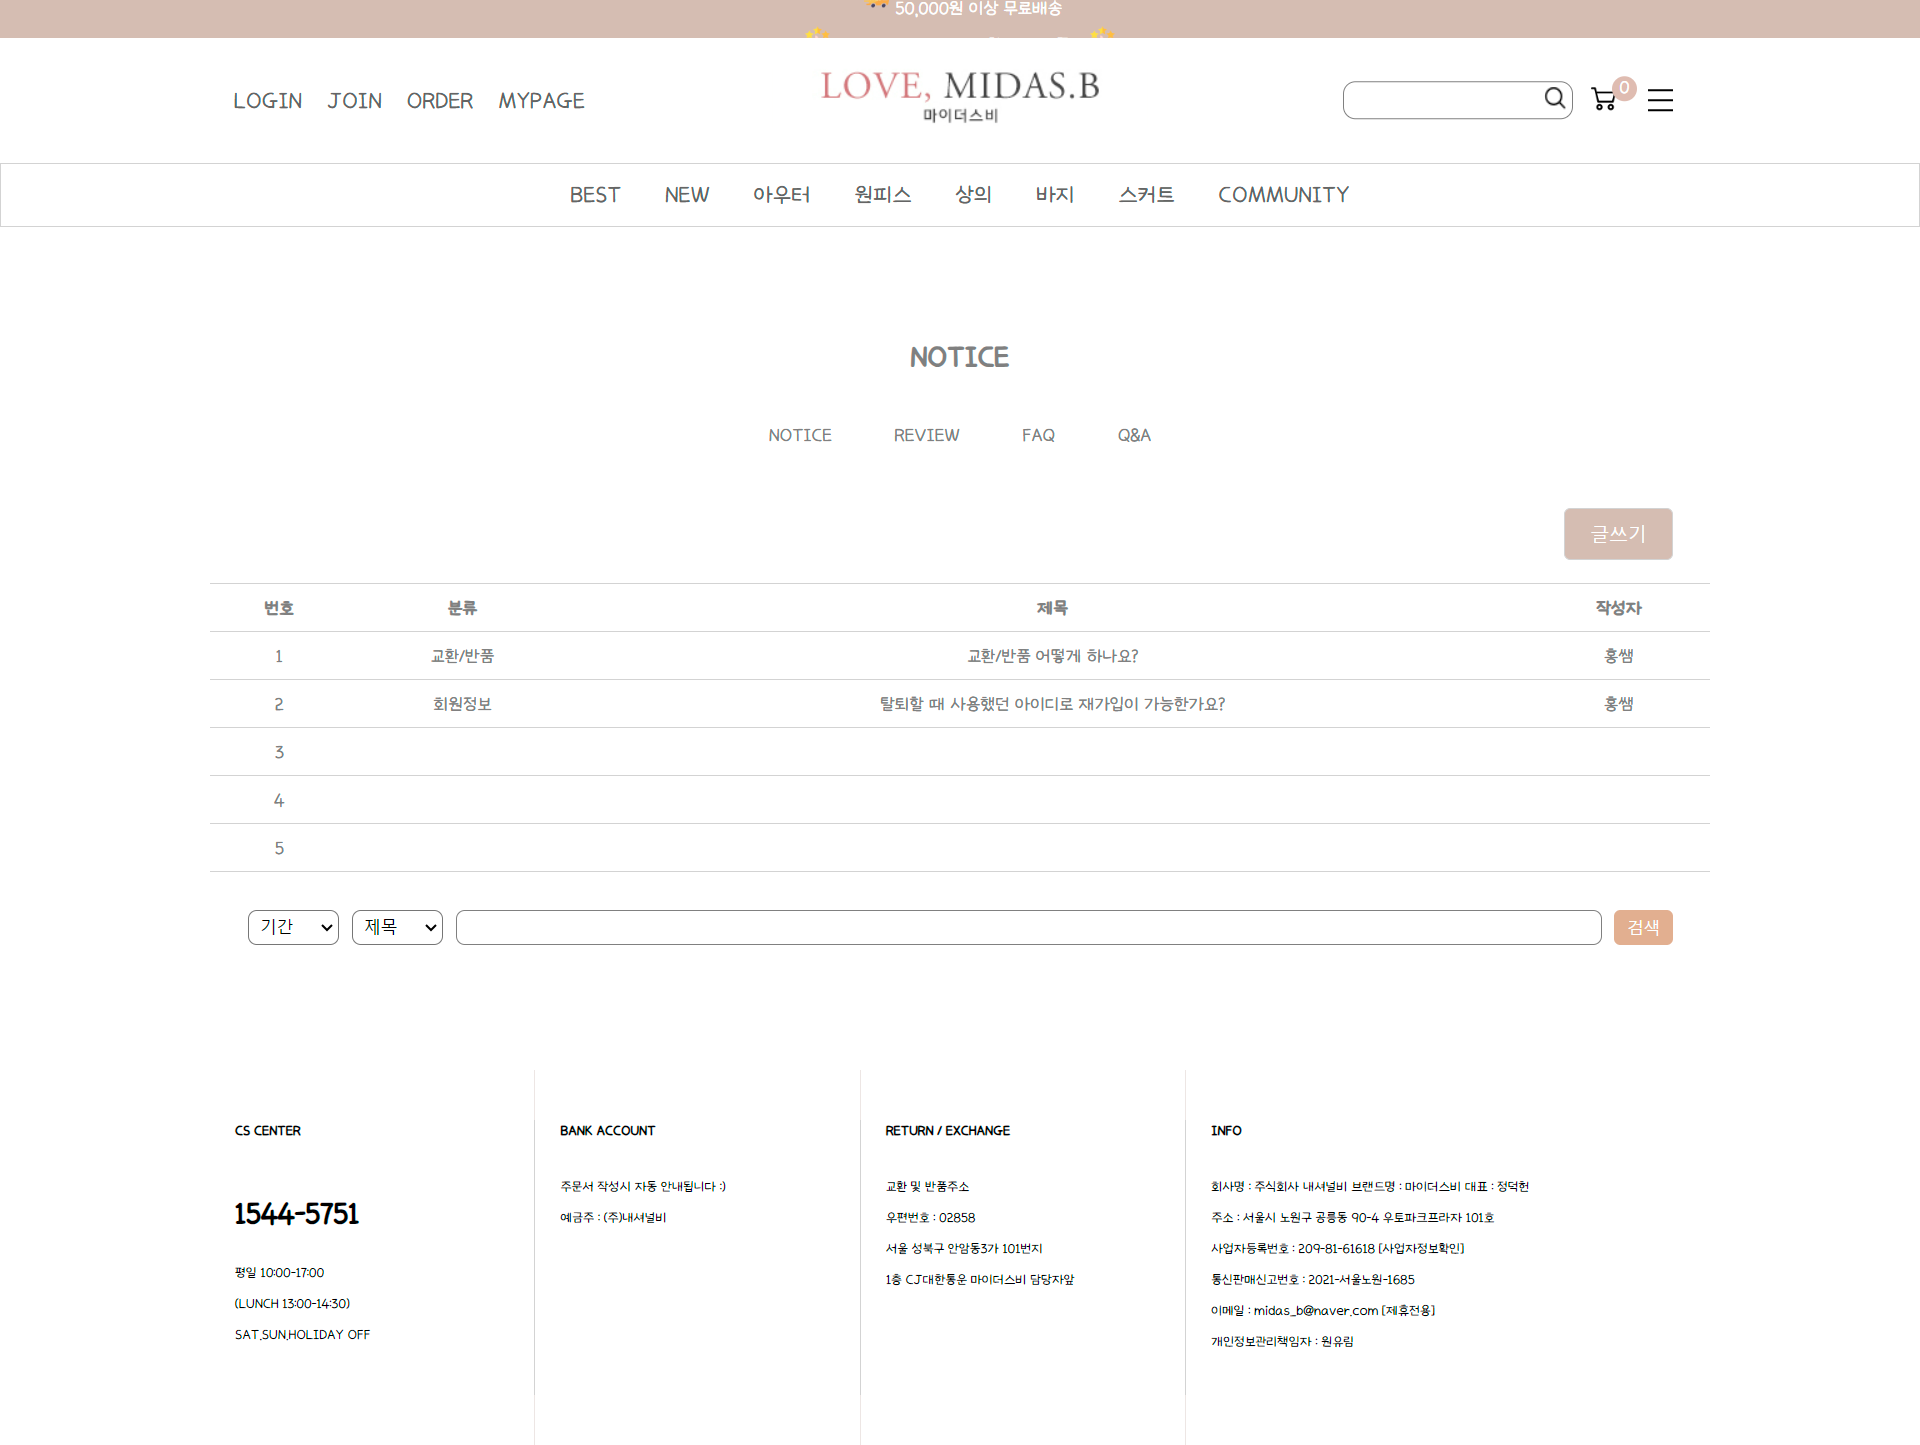 50,000원 이상 무료배송
LOGIN JOIN ORDER MYPAGE
LOVE, MIDAS.B
마이더스비
0
BEST NEW 아우터 원피스 상의 바지 스커트 COMMUNITY
NOTICE
NOTICE REVIEW FAQ Q&A
글쓰기
번호 분류 제목 작성자
1 교환/반품 교환/반품 어떻게 하나요? 홍쌤
2 회원정보 탈퇴할 때 사용했던 아이디로 재가입이 가능한가요? 홍쌤
3
4
5
기간 제목 검색
CS CENTER
1544-5751
평일 10:00-17:00
(LUNCH 13:00-14:30)
SAT.SUN.HOLIDAY OFF
BANK ACCOUNT
주문서 작성시 자동 안내됩니다 :)
예금주 : (주)내셔널비
RETURN / EXCHANGE
교환 및 반품주소
우편번호 : 02858
서울 성북구 안암동3가 101번지
1층 CJ대한통운 마이더스비 담당자앞
INFO
회사명 : 주식회사 내셔널비 브랜드명 : 마이더스비 대표 : 정덕헌
주소 : 서울시 노원구 공릉동 90-4 우토파크프라자 101호
사업자등록번호 : 209-81-61618 [사업자정보확인]
통신판매신고번호 : 2021-서울노원-1685
이메일 : midas_b@naver.com [제휴전용]
개인정보관리책임자 : 원유림